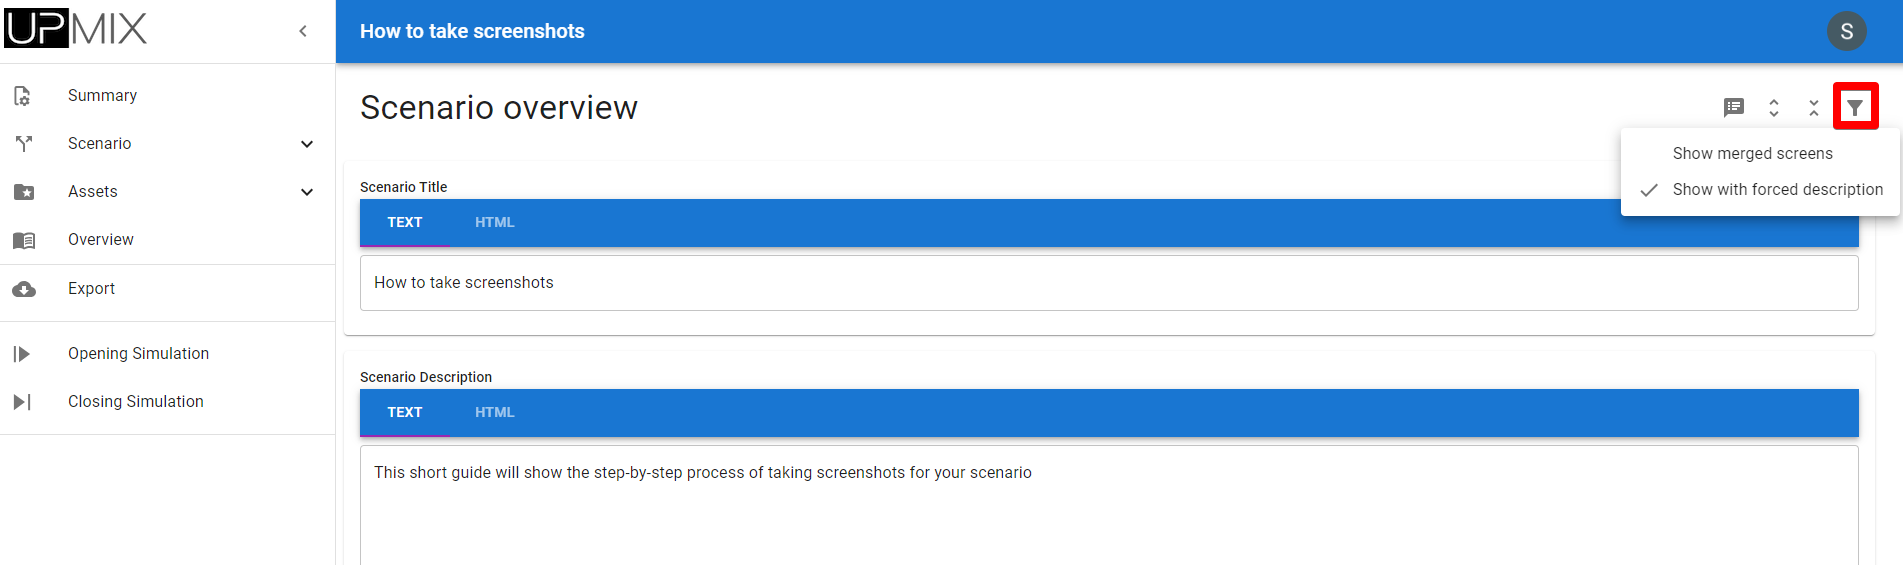 UPMIX
How to take screenshots
S
Summary
Scenario
Assets
Overview
Export
Opening Simulation
Closing Simulation
Scenario overview
Show merged screens
Show with forced description
Scenario Title
TEXT HTML
How to take screenshots
Scenario Description
TEXT HTML
This short guide will show the step-by-step process of taking screenshots for your scenario